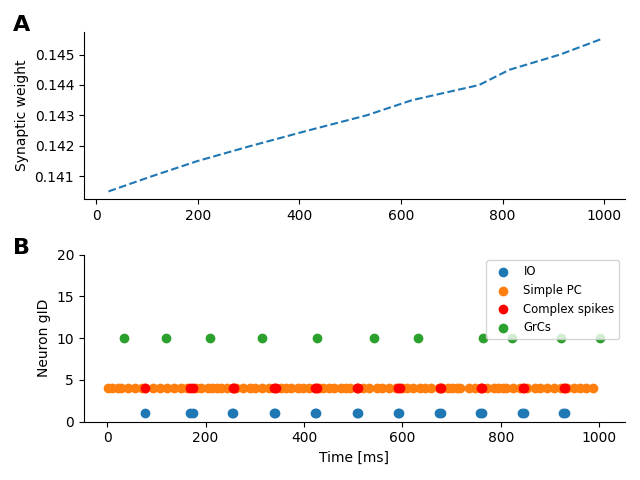 A
Synaptic weight
0.145
0.144
0.143
0.142
0.141
0 200 400 600 800 1000
B
Neuron gID
20
15
10
5
0
IO
Simple PC
Complex spikes
GrCs
0 200 400 600 800 1000
Time [ms]